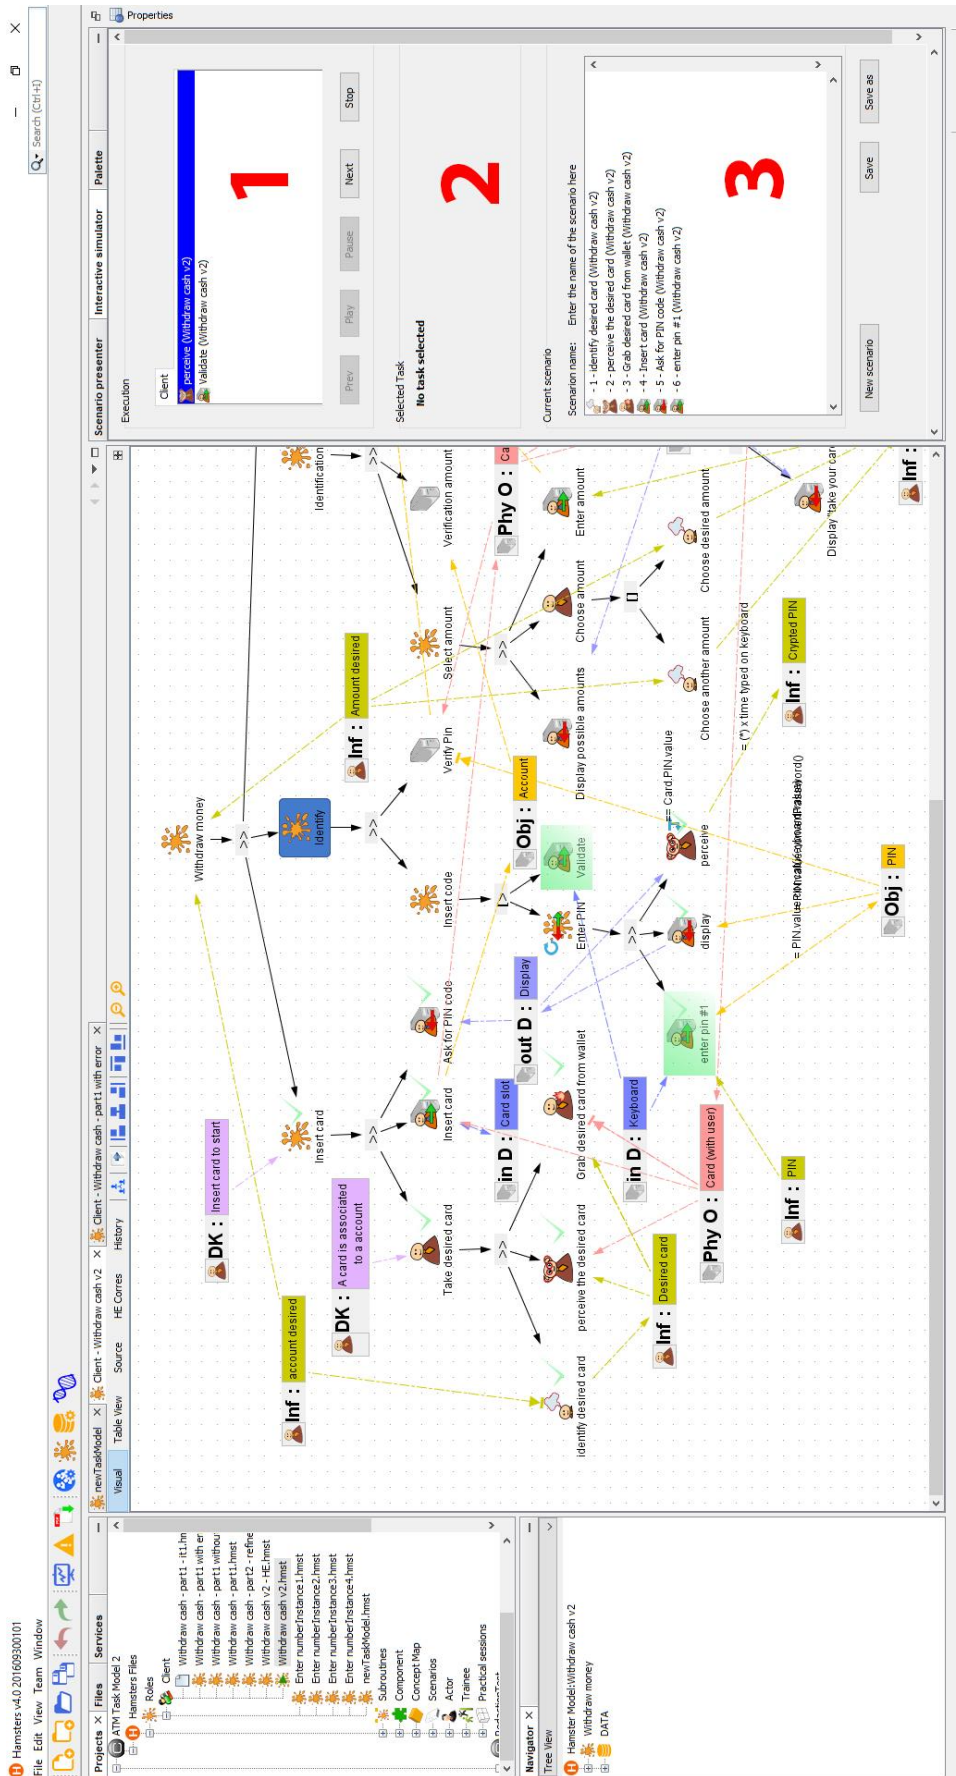 Hamsters v4.0 201609300101
File Edit View Team Window
Search (Ctrl+I)
Projects × Files Services
ATM Task Model 2
Hamsters Files
Roles
Client
Withdraw cash - part1 - it1.hm
Withdraw cash - part1 with er
Withdraw cash - part1 withou
Withdraw cash - part1.hmst
Withdraw cash - part2 - refine
Withdraw cash v2 - HE.hmst
Withdraw cash v2.hmst
Enter numberInstance1.hmst
Enter numberInstance2.hmst
Enter numberInstance3.hmst
Enter numberInstance4.hmst
newTaskModel.hmst
Subroutines
Component
Concept Map
Scenarios
Actor
Trainee
Practical sessions
Navigator ×
Tree View
Hamster Model:Withdraw cash v2
Withdraw money
DATA
newTaskModel × Client - Withdraw cash v2 × Client - Withdraw cash - part1 with error ×
Visual Table View Source HE Corres History
Withdraw money
>>
DK : Insert card to start
Inf : account desired
Insert card
Identify
Inf : Amount desired
Identification
>>
>>
>>
DK : A card is associated
to a account
Take desired card
Insert card
Ask for PIN code
Insert code
Verify Pin
Select amount
Verification amount
>>
[>
>>
in D : Card slot
out D : Display
Obj : Account
Phy O : Ca
identify desired card
perceive the desired card
Grab desired card from wallet
Enter PIN
Validate
Display possible amounts
Choose amount
Enter amount
>>
[]
Inf : Desired card
in D : Keyboard
enter pin #1
display
perceive
== Card.PIN.value
Choose another amount
Choose desired amount
Phy O : Card (with user)
= (*) x time typed on keyboard
Inf : PIN
Inf : Crypted PIN
Display "take your card
Obj : PIN
Inf :
Scenario presenter Interactive simulator Palette
Properties
Execution
Client
perceive (Withdraw cash v2)
Validate (Withdraw cash v2)
1
Prev Play Pause Next Stop
Selected Task
No task selected
2
Current scenario
Scenarion name: Enter the name of the scenario here
- 1 - identify desired card (Withdraw cash v2)
- 2 - perceive the desired card (Withdraw cash v2)
- 3 - Grab desired card from wallet (Withdraw cash v2)
- 4 - Insert card (Withdraw cash v2)
- 5 - Ask for PIN code (Withdraw cash v2)
- 6 - enter pin #1 (Withdraw cash v2)
3
New scenario Save Save as